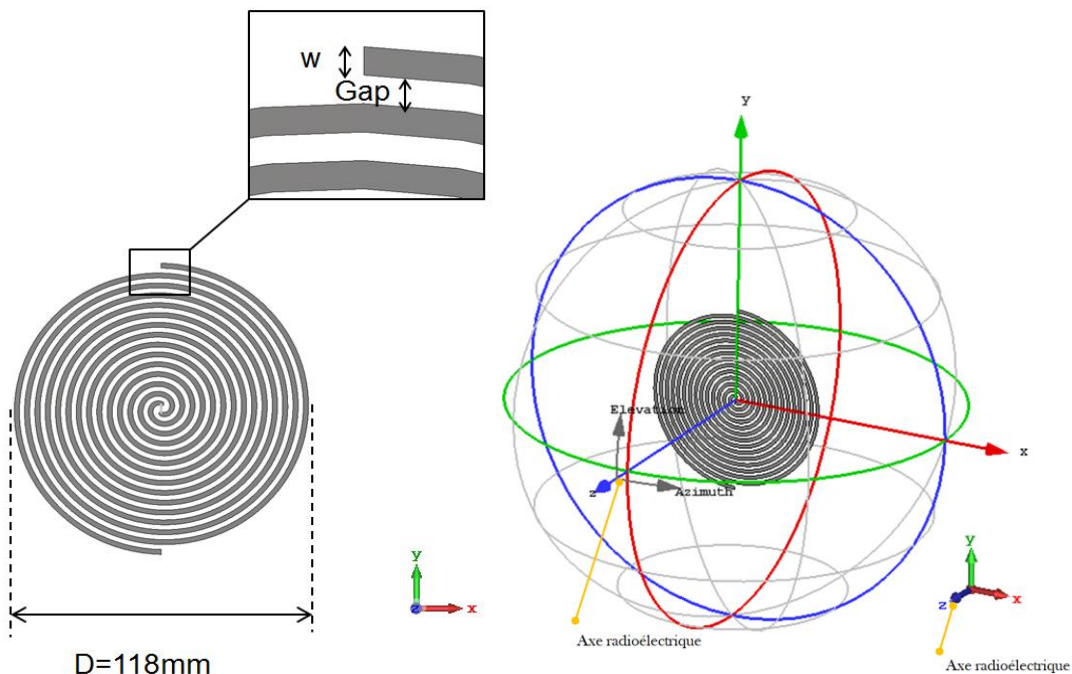 w
Gap
D=118mm
y
z
x
y
Elevation
x
z
Azimuth
Axe radioélectrique
y
z
x
Axe radioélectrique